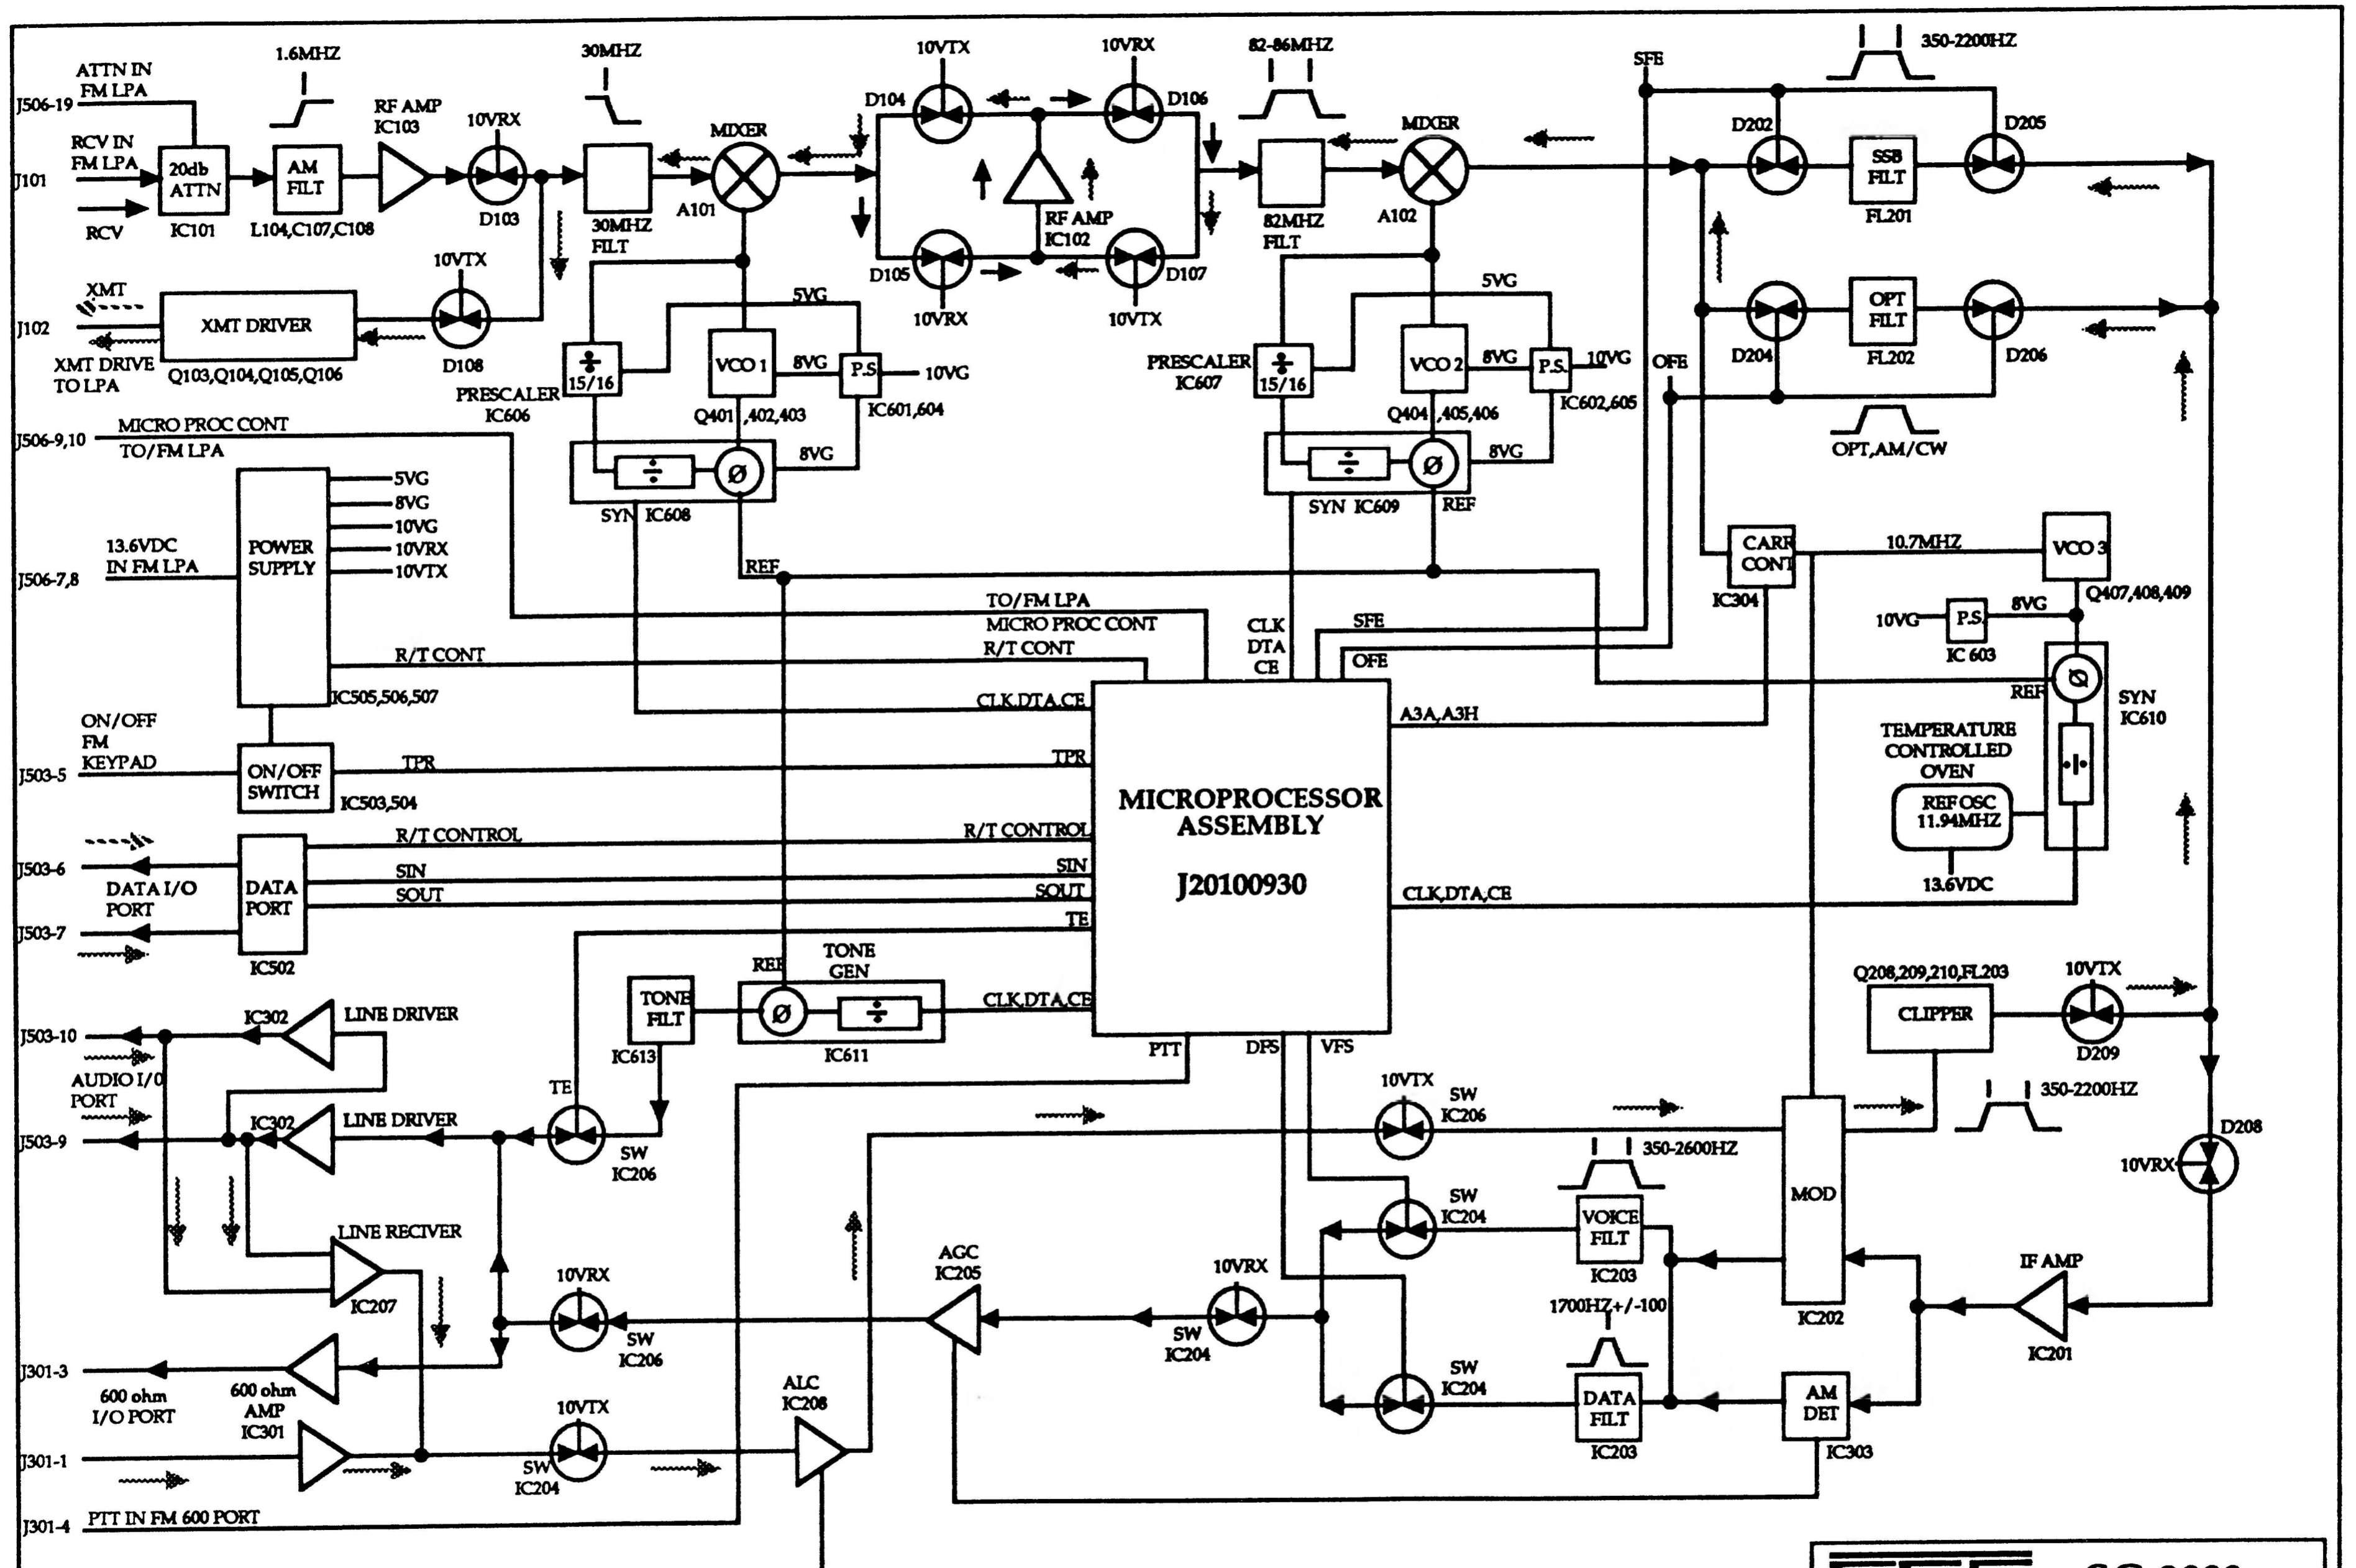 1.6MHZ
30MHZ
10VTX
10VRX
82-86MHZ
SFE
350-2200HZ
ATTN IN
FM LPA
J506-19
RF AMP
IC103
10VRX
D104
D106
MIXER
MIXER
D202
D205
RCV IN
FM LPA
J101
20db
ATTN
AM
FILT
SSB
FILT
RCV
IC101
L104,C107,C108
D103
30MHZ
FILT
A101
RF AMP
IC102
82MHZ
FILT
A102
FL201
10VTX
D105
D107
XMT
J102
XMT DRIVER
5VG
10VRX
10VTX
5VG
OPT
FILT
XMT DRIVE
TO LPA
Q103,Q104,Q105,Q106
D108
PRESCALER
IC606
÷
15/16
VCO 1
8VG
P.S
10VG
IC601,604
PRESCALER
IC607
÷
15/16
VCO 2
8VG
P.S.
10VG
IC602,605
OFE
D204
FL202
D206
Q401,402,403
Q404,405,406
J506-9,10
MICRO PROC CONT
TO/FM LPA
÷
Ø
8VG
÷
Ø
8VG
OPT,AM/CW
SYN IC608
SYN IC609
REF
5VG
8VG
10VG
10VRX
10VTX
J506-7,8
13.6VDC
IN FM LPA
POWER
SUPPLY
REF
CARR
CONT
10.7MHZ
VCO 3
IC304
Q407,408,409
TO/FM LPA
MICRO PROC CONT
R/T CONT
R/T CONT
CLK
DTA
CE
SFE
OFE
10VG
P.S.
8VG
IC 603
IC505,506,507
CLK,DTA,CE
A3A,A3H
REF
Ø
SYN
IC610
ON/OFF
FM
KEYPAD
J503-5
ON/OFF
SWITCH
TPR
TPR
IC503,504
TEMPERATURE
CONTROLLED
OVEN
REF OSC
11.94MHZ
÷
13.6VDC
MICROPROCESSOR
ASSEMBLY
J20100930
J503-6
DATA I/O
PORT
J503-7
DATA
PORT
IC502
R/T CONTROL
SIN
SOUT
R/T CONTROL
SIN
SOUT
TE
CLK,DTA,CE
TONE
FILT
IC613
REF
TONE
GEN
Ø
÷
IC611
CLK,DTA,CE
Q208,209,210,FL203
CLIPPER
10VTX
D209
J503-10
IC302
LINE DRIVER
AUDIO I/0
PORT
PTT
DFS
VFS
TE
10VTX
SW
IC206
350-2200HZ
J503-9
IC302
LINE DRIVER
SW
IC206
350-2600HZ
D208
10VRX
MOD
SW
IC204
VOICE
FILT
IC203
LINE RECIVER
IC207
AGC
IC205
10VRX
SW
IC206
10VRX
SW
IC204
1700HZ+/-100
IC202
IF AMP
IC201
J301-3
600 ohm
I/O PORT
600 ohm
AMP
IC301
ALC
IC208
SW
IC204
DATA
FILT
IC203
AM
DET
IC303
10VTX
J301-1
SW
IC204
J301-4
PTT IN FM 600 PORT